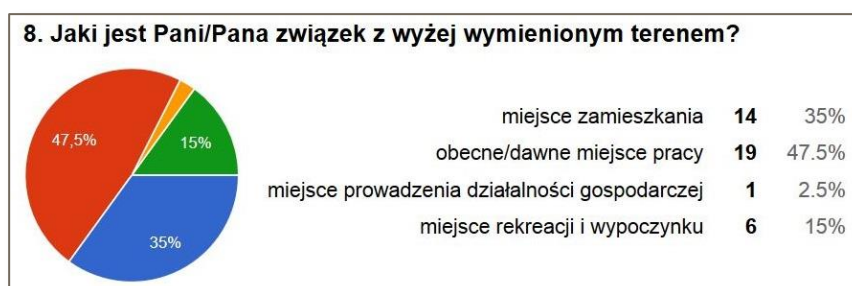 8. Jaki jest Pani/Pana związek z wyżej wymienionym terenem?
47,5%
15%
35%
miejsce zamieszkania 14 35%
obecne/dawne miejsce pracy 19 47.5%
miejsce prowadzenia działalności gospodarczej 1 2.5%
miejsce rekreacji i wypoczynku 6 15%